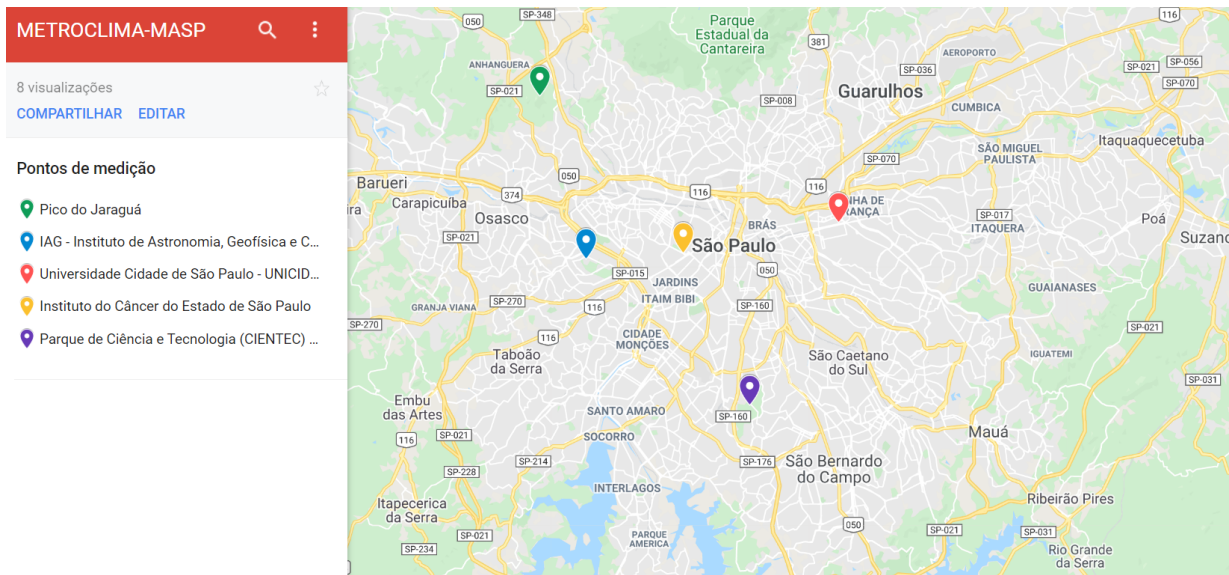 METROCLIMA-MASP
8 visualizações
COMPARTILHAR EDITAR
Pontos de medição
Pico do Jaraguá
IAG - Instituto de Astronomia, Geofísica e C...
Universidade Cidade de São Paulo - UNICID...
Instituto do Câncer do Estado de São Paulo
Parque de Ciência e Tecnologia (CIENTEC) ...
050
SP-348
Parque
Estadual da
Cantareira
116
381
AEROPORTO
ANHANGUERA
SP-036
SP-021
SP-056
SP-070
SP-021
Guarulhos
SP-008
CUMBICA
Itaquaquecetuba
SÃO MIGUEL
PAULISTA
SP-070
050
Barueri
374
116
116
Carapicuíba
Osasco
BRÁS
SP-017
ITAQUERA
Poá
SP-021
São Paulo
Suzano
SP-015
JARDINS
050
ITAIM BIBI
GUAIANASES
GRANJA VIANA
SP-270
116
SP-160
SP-270
CIDADE
MONÇÕES
SP-021
116
Taboão
da Serra
São Caetano
do Sul
IGUATEMI
SP-031
Embu
das Artes
SANTO AMARO
SP-160
116
SP-021
SOCORRO
Mauá
SP-228
SP-214
SP-176
São Bernardo
do Campo
INTERLAGOS
Itapecerica
da Serra
Ribeirão Pires
050
SP-021
SP-031
SP-021
PARQUE
AMERICA
SP-234
Rio Grande
da Serra